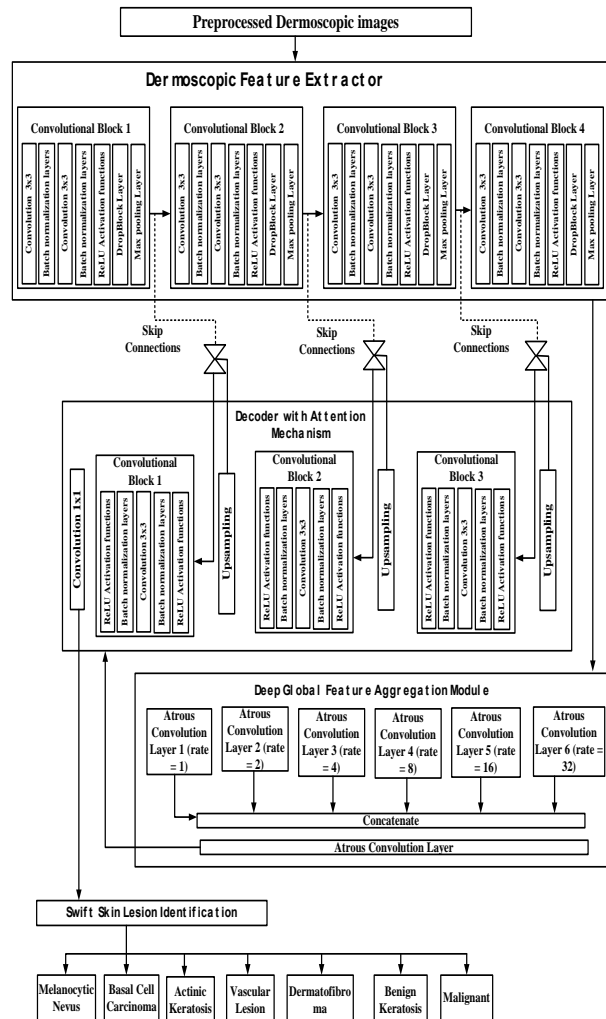 Preprocessed Dermoscopic images
Dermoscopic Feature Extractor
Convolutional Block 1
Convolution 3x3
Batch normalization layers
Convolution 3x3
Batch normalization layers
ReLU Activation functions
DropBlock Layer
Max pooling Layer
Convolutional Block 2
Convolution 3x3
Batch normalization layers
Convolution 3x3
Batch normalization layers
ReLU Activation functions
DropBlock Layer
Max pooling Layer
Convolutional Block 3
Convolution 3x3
Batch normalization layers
Convolution 3x3
Batch normalization layers
ReLU Activation functions
DropBlock Layer
Max pooling Layer
Convolutional Block 4
Convolution 3x3
Batch normalization layers
Convolution 3x3
Batch normalization layers
ReLU Activation functions
DropBlock Layer
Max pooling Layer
Skip
Connections
Skip
Connections
Skip
Connections
Decoder with Attention
Mechanism
Convolution 1x1
Convolutional
Block 1
ReLU Activation functions
Batch normalization layers
Convolution 3x3
Batch normalization layers
ReLU Activation functions
Upsampling
Convolutional
Block 2
ReLU Activation functions
Batch normalization layers
Convolution 3x3
Batch normalization layers
ReLU Activation functions
Upsampling
Convolutional
Block 3
ReLU Activation functions
Batch normalization layers
Convolution 3x3
Batch normalization layers
ReLU Activation functions
Upsampling
Deep Global Feature Aggregation Module
Atrous
Convolution
Layer 1 (rate
= 1)
Atrous
Convolution
Layer 2 (rate
= 2)
Atrous
Convolution
Layer 3 (rate
= 4)
Atrous
Convolution
Layer 4 (rate
= 8)
Atrous
Convolution
Layer 5 (rate
= 16)
Atrous
Convolution
Layer 6 (rate =
32)
Concatenate
Atrous Convolution Layer
Swift Skin Lesion Identification
Melanocytic
Nevus
Basal Cell
Carcinoma
Actinic
Keratosis
Vascular
Lesion
Dermatofibro
ma
Benign
Keratosis
Malignant